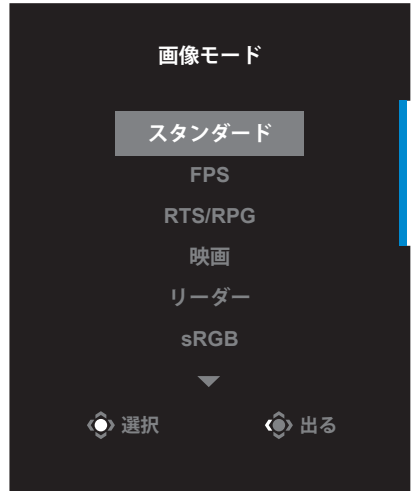 画像モード
スタンダード
FPS
RTS/RPG
映画
リーダー
sRGB
選択 出る